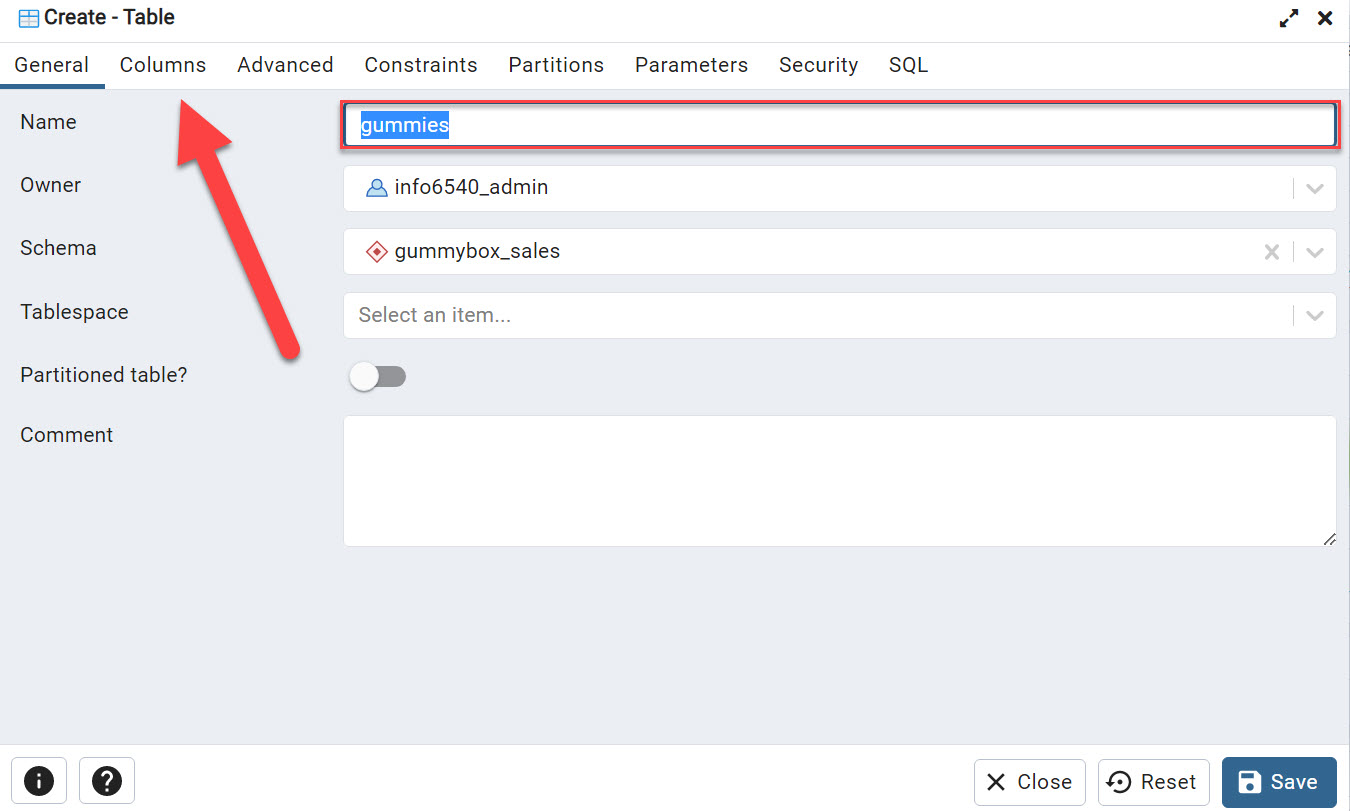 Create - Table
General Columns Advanced Constraints Partitions Parameters Security SQL
Name gummies
Owner info6540_admin
Schema gummybox_sales
Tablespace Select an item...
Partitioned table?
Comment
Close Reset Save